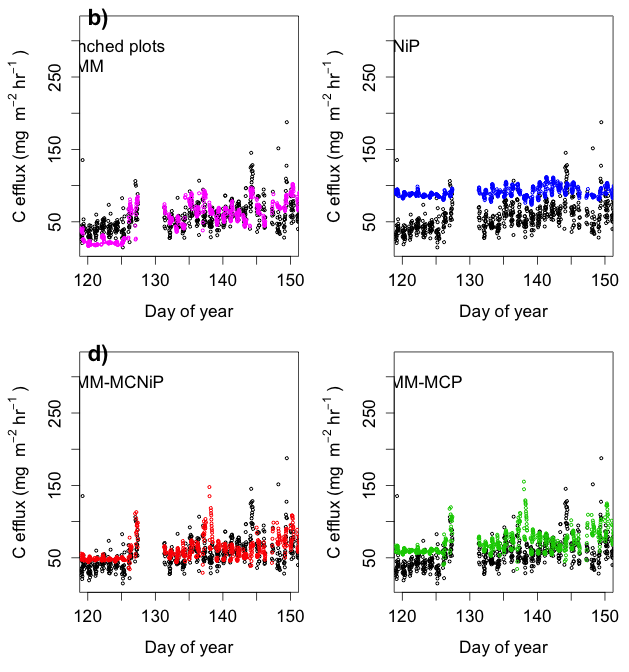 b)
nched plots
MM
C efflux (mg m−2 hr−1 )
50 150 250
120 130 140 150
Day of year
NiP
C efflux (mg m−2 hr−1 )
50 150 250
120 130 140 150
Day of year
d)
MM-MCNiP
C efflux (mg m−2 hr−1 )
50 150 250
120 130 140 150
Day of year
MM-MCP
C efflux (mg m−2 hr−1 )
50 150 250
120 130 140 150
Day of year